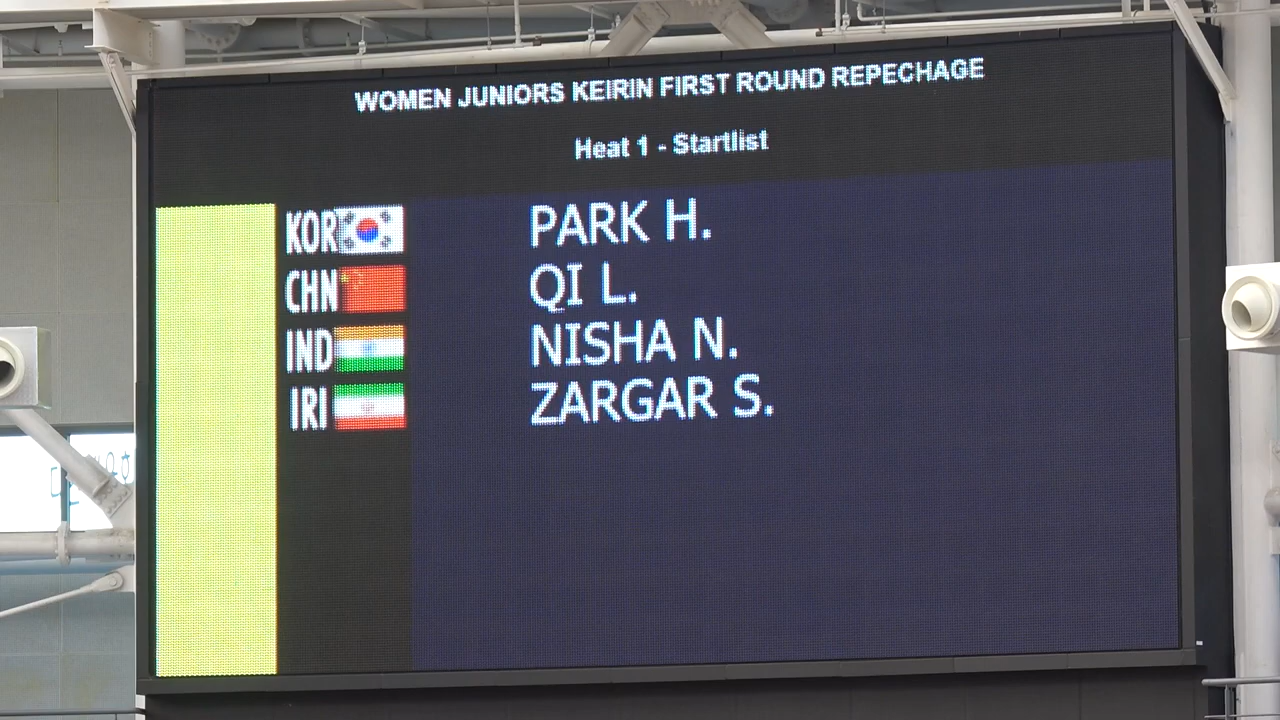 WOMEN JUNIORS KEIRIN FIRST ROUND REPECHAGE
Heat 1 - Startlist
KOR PARK H.
CHN QI L.
IND NISHA N.
IRI ZARGAR S.